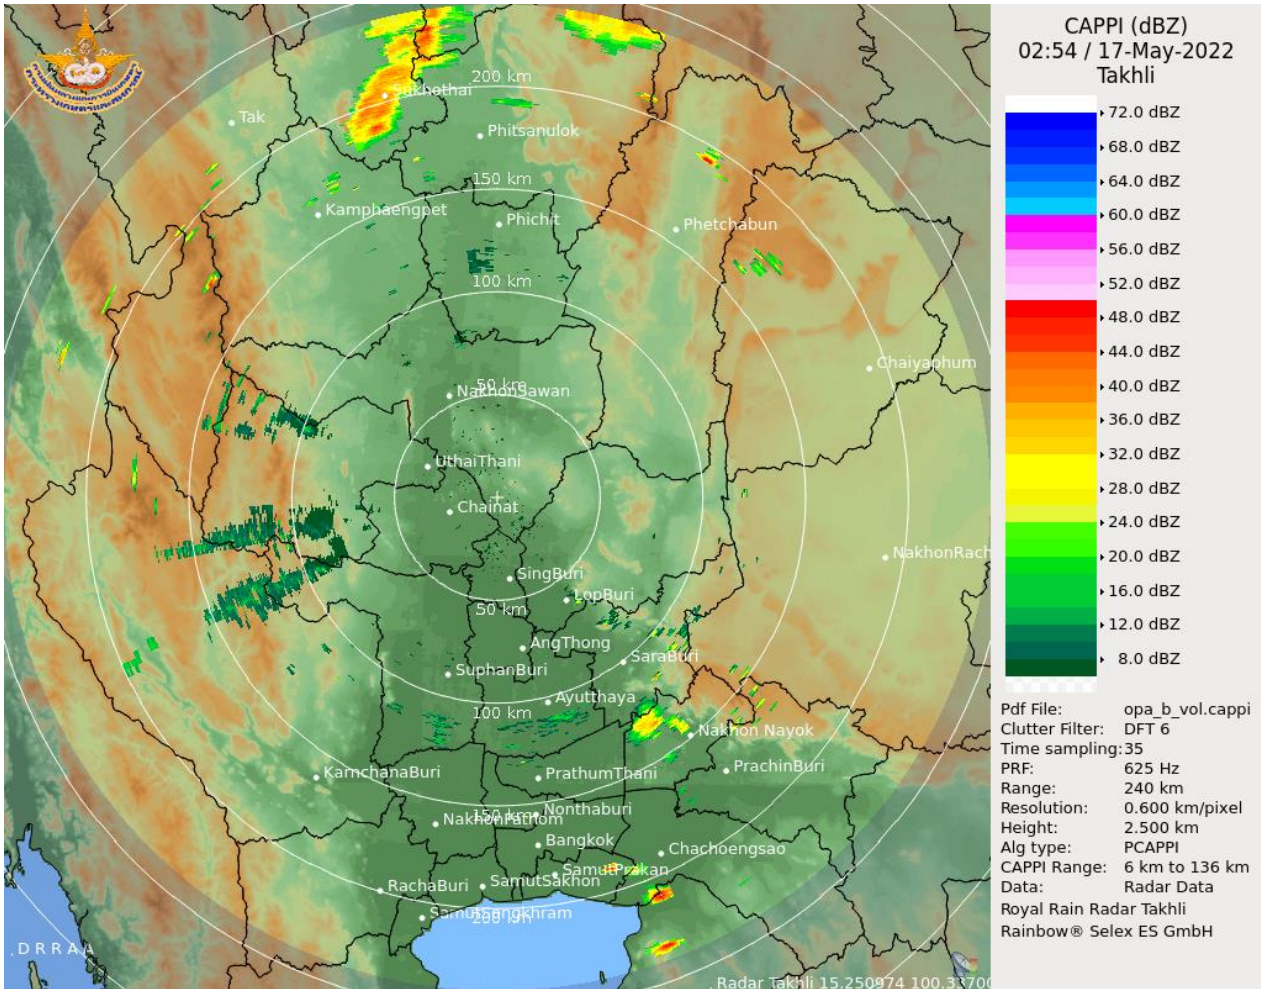 CAPPI (dBZ)
02:54 / 17-May-2022
Takhli
72.0 dBZ
68.0 dBZ
64.0 dBZ
60.0 dBZ
56.0 dBZ
52.0 dBZ
48.0 dBZ
44.0 dBZ
40.0 dBZ
36.0 dBZ
32.0 dBZ
28.0 dBZ
24.0 dBZ
20.0 dBZ
16.0 dBZ
12.0 dBZ
8.0 dBZ
Pdf File: opa_b_vol.cappi
Clutter Filter: DFT 6
Time sampling: 35
PRF: 625 Hz
Range: 240 km
Resolution: 0.600 km/pixel
Height: 2.500 km
Alg type: PCAPPI
CAPPI Range: 6 km to 136 km
Data: Radar Data
Royal Rain Radar Takhli
Rainbow® Selex ES GmbH
200 km
Sukhothai
Tak
Phitsanulok
150 km
Kamphaengpet
Phichit
Phetchabun
100 km
Chaiyaphum
50 km
NakhonSawan
UthaiThani
Chainat
NakhonRach
SingBuri
LopBuri
50 km
AngThong
SaraBuri
SuphanBuri
Ayutthaya
100 km
Nakhon Nayok
KarnchanaBuri
PrathumThani
PrachinBuri
Nonthaburi
150 km
NakhonPathom
Bangkok
Chachoengsao
SamutPrakan
SamutSakhon
RachaBuri
SamutSangkhram
200 km
. D R R A A
Radar Takhli 15.250974 100.33700